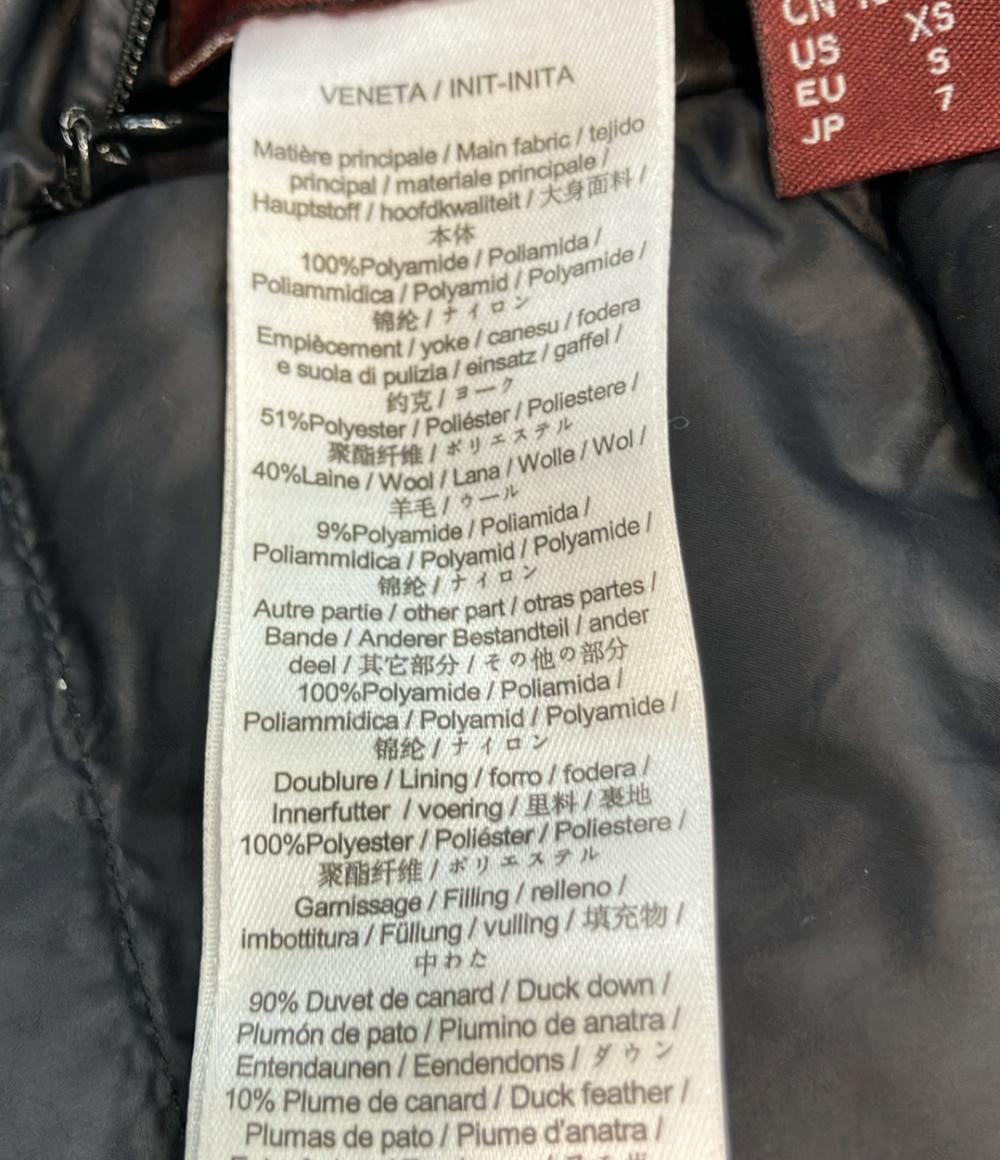 VENETA / INIT-INITA
Matière principale / Main fabric / tejido
principal / materiale principale /
Hauptstoff / hoofdkwaliteit / 大身面料 /
本体
100%Polyamide / Poliamida /
Poliammidica / Polyamid / Polyamide /
锦纶 / ナイロン
Empiècement / yoke / canesu / fodera
e suola di pulizia / einsatz / gaffel /
约克 / ヨーク
51%Polyester / Poliéster / Poliestere /
聚酯纤维 / ポリエステル
40%Laine / Wool / Lana / Wolle / Wol /
羊毛 / ウール
9%Polyamide / Poliamida /
Poliammidica / Polyamid / Polyamide /
锦纶 / ナイロン
Autre partie / other part / otras partes /
Bande / Anderer Bestandteil / ander
deel / 其它部分 / その他の部分
100%Polyamide / Poliamida /
Poliammidica / Polyamid / Polyamide /
锦纶 / ナイロン
Doublure / Lining / forro / fodera /
Innerfutter / voering / 里料 / 裏地
100%Polyester / Poliéster / Poliestere /
聚酯纤维 / ポリエステル
Garnissage / Filling / relleno /
imbottitura / Füllung / vulling / 填充物 /
中わた
90% Duvet de canard / Duck down /
Plumón de pato / Piumino de anatra /
Entendaunen / Eendendons / ダウン
10% Plume de canard / Duck feather /
Plumas de pato / Piume d'anatra /
CN
US XS
EU S
JP 7